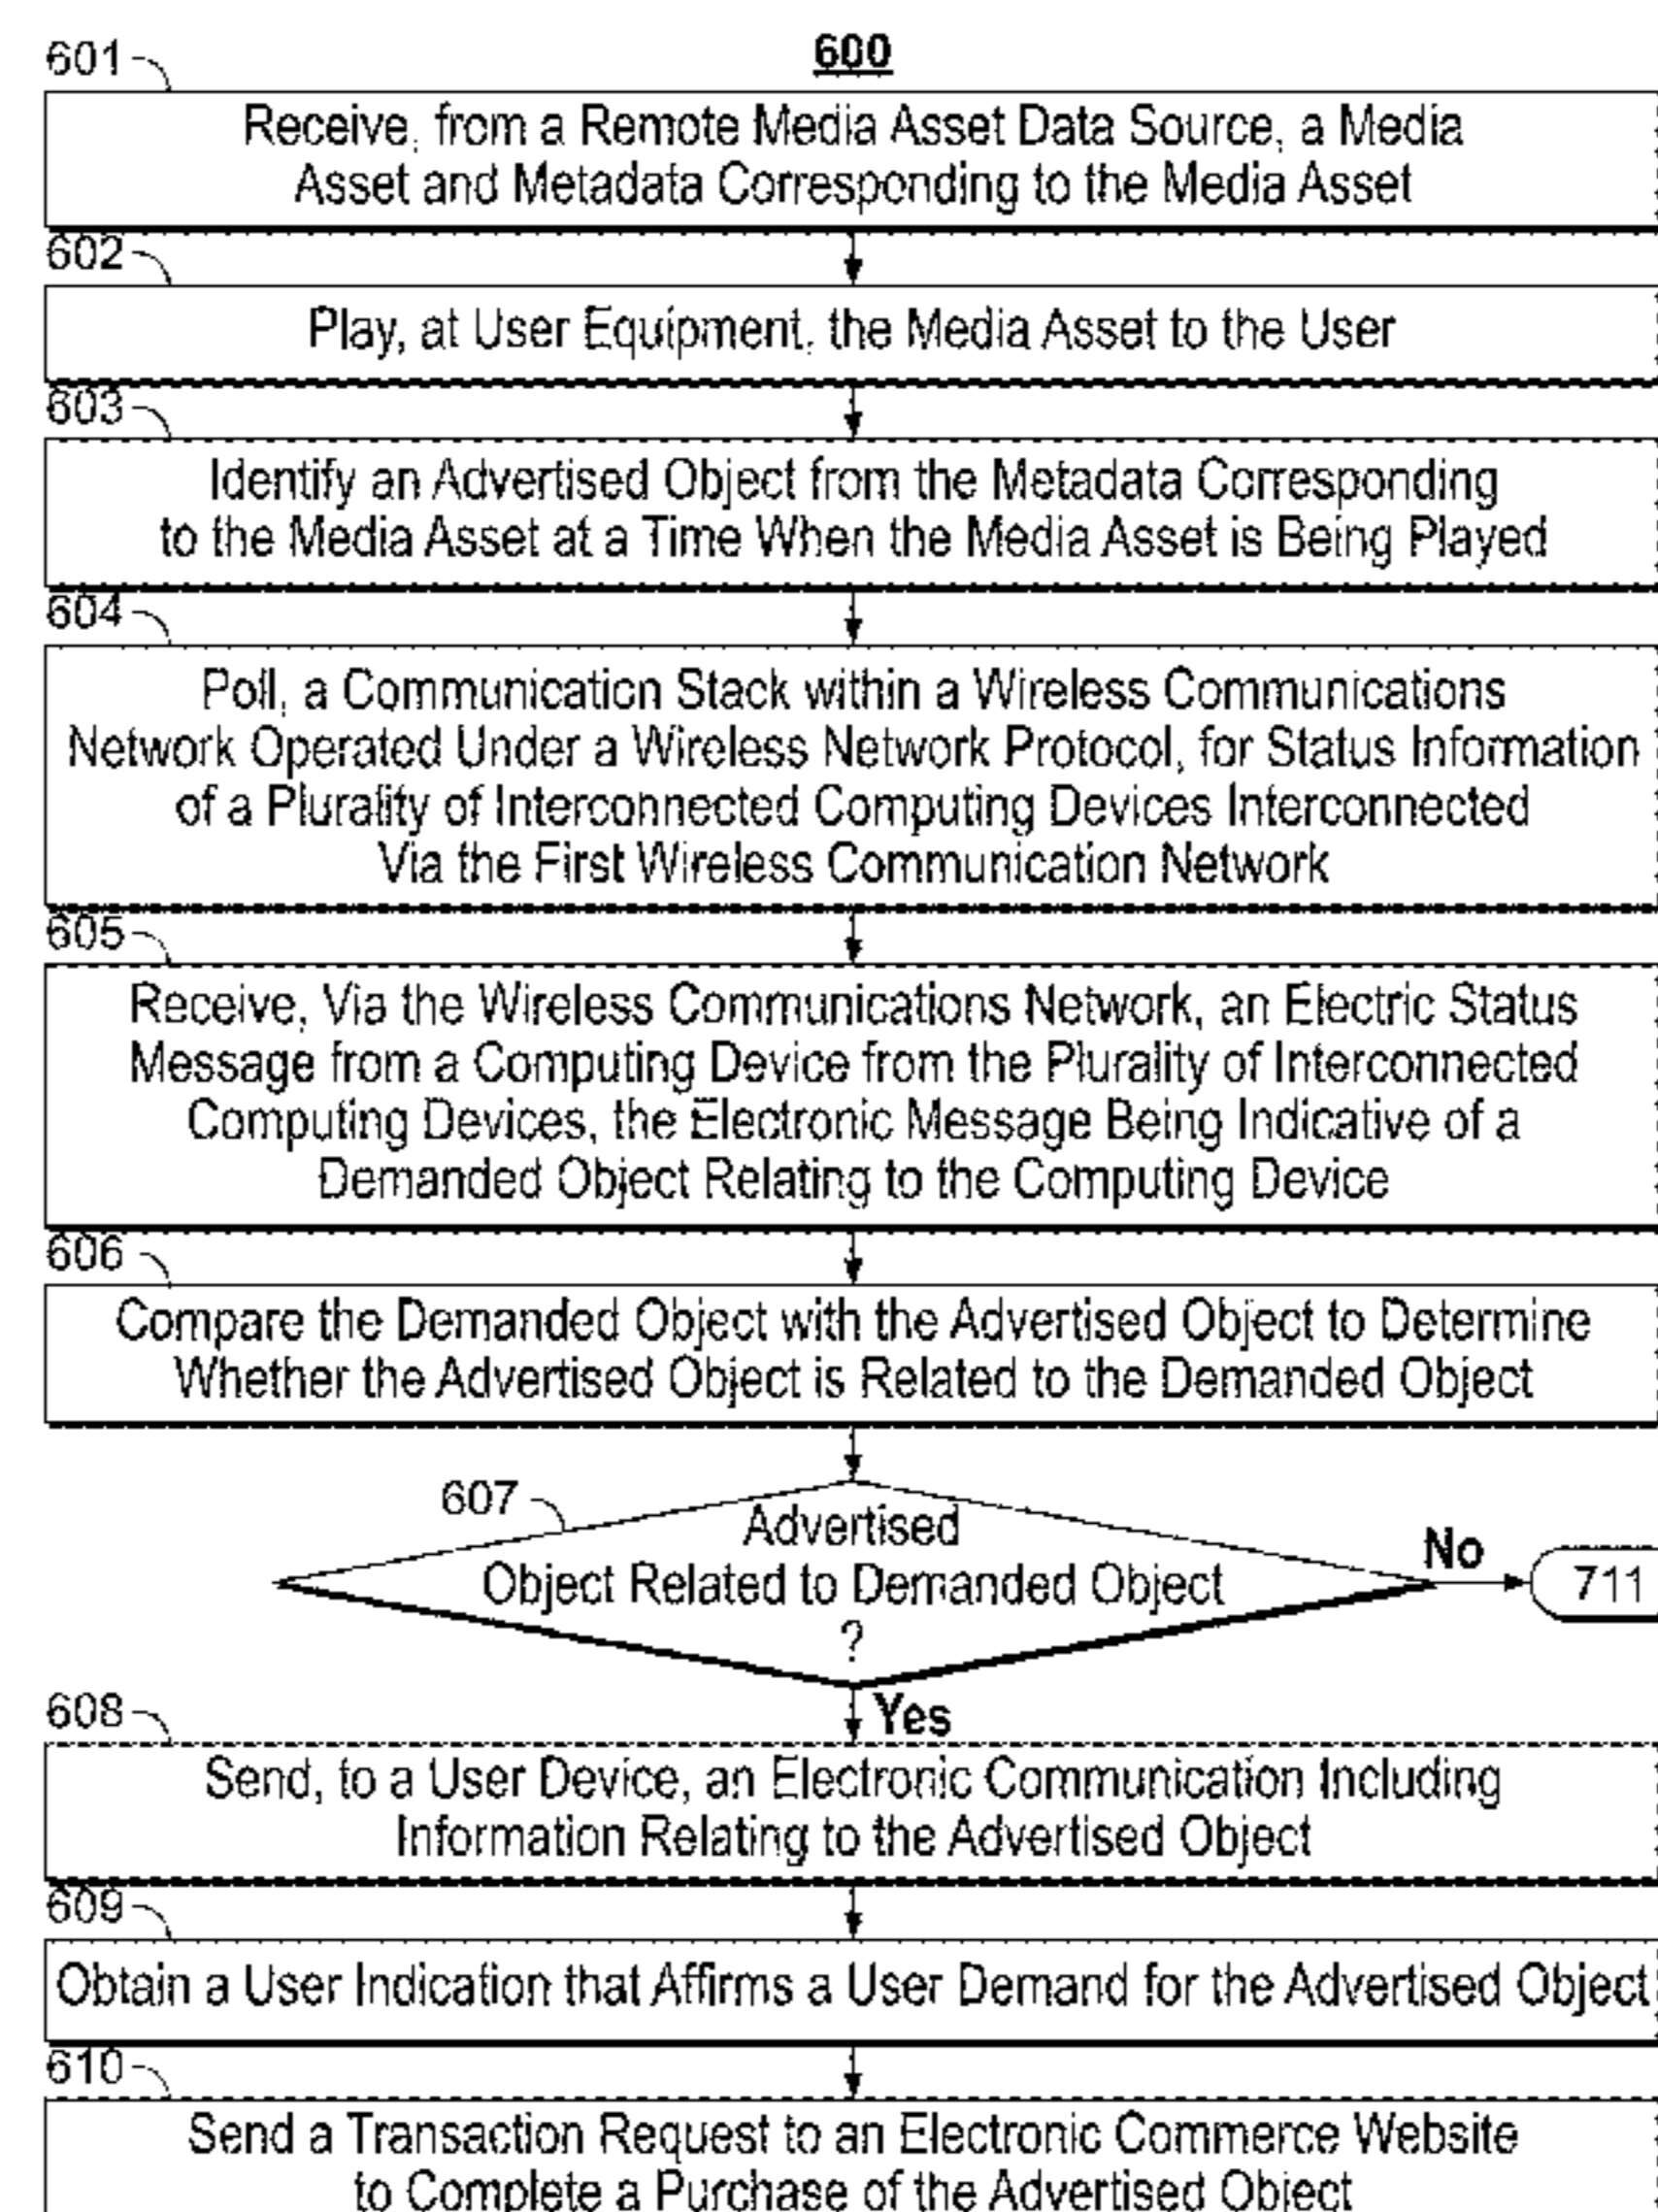 600
601
Receive, from a Remote Media Asset Data Source, a Media
Asset and Metadata Corresponding to the Media Asset
602
Play, at User Equipment, the Media Asset to the User
603
Identify an Advertised Object from the Metadata Corresponding
to the Media Asset at a Time When the Media Asset is Being Played
604
Poll, a Communication Stack within a Wireless Communications
Network Operated Under a Wireless Network Protocol, for Status Information
of a Plurality of Interconnected Computing Devices Interconnected
Via the First Wireless Communication Network
605
Receive, Via the Wireless Communications Network, an Electric Status
Message from a Computing Device from the Plurality of Interconnected
Computing Devices, the Electronic Message Being Indicative of a
Demanded Object Relating to the Computing Device
606
Compare the Demanded Object with the Advertised Object to Determine
Whether the Advertised Object is Related to the Demanded Object
607
Advertised
Object Related to Demanded Object
?
No
711
Yes
608
Send, to a User Device, an Electronic Communication Including
Information Relating to the Advertised Object
609
Obtain a User Indication that Affirms a User Demand for the Advertised Object
610
Send a Transaction Request to an Electronic Commerce Website
to Complete a Purchase of the Advertised Object